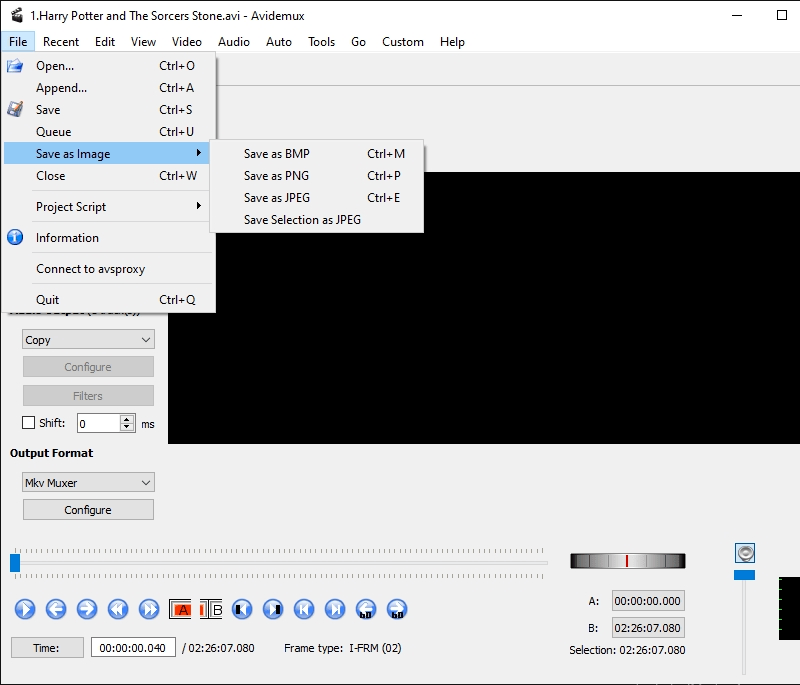 1.Harry Potter and The Sorcers Stone.avi - Avidemux
File Recent Edit View Video Audio Auto Tools Go Custom Help
Open... Ctrl+O
Append... Ctrl+A
Save Ctrl+S
Queue Ctrl+U
Save as Image
Save as BMP Ctrl+M
Save as PNG Ctrl+P
Save as JPEG Ctrl+E
Save Selection as JPEG
Close Ctrl+W
Project Script
Information
Connect to avsproxy
Quit Ctrl+Q
Copy
Configure
Filters
Shift: 0 ms
Output Format
Mkv Muxer
Configure
A B 60 60
A: 00:00:00.000
B: 02:26:07.080
Time: 00:00:00.040 / 02:26:07.080 Frame type: I-FRM (02)
Selection: 02:26:07.080